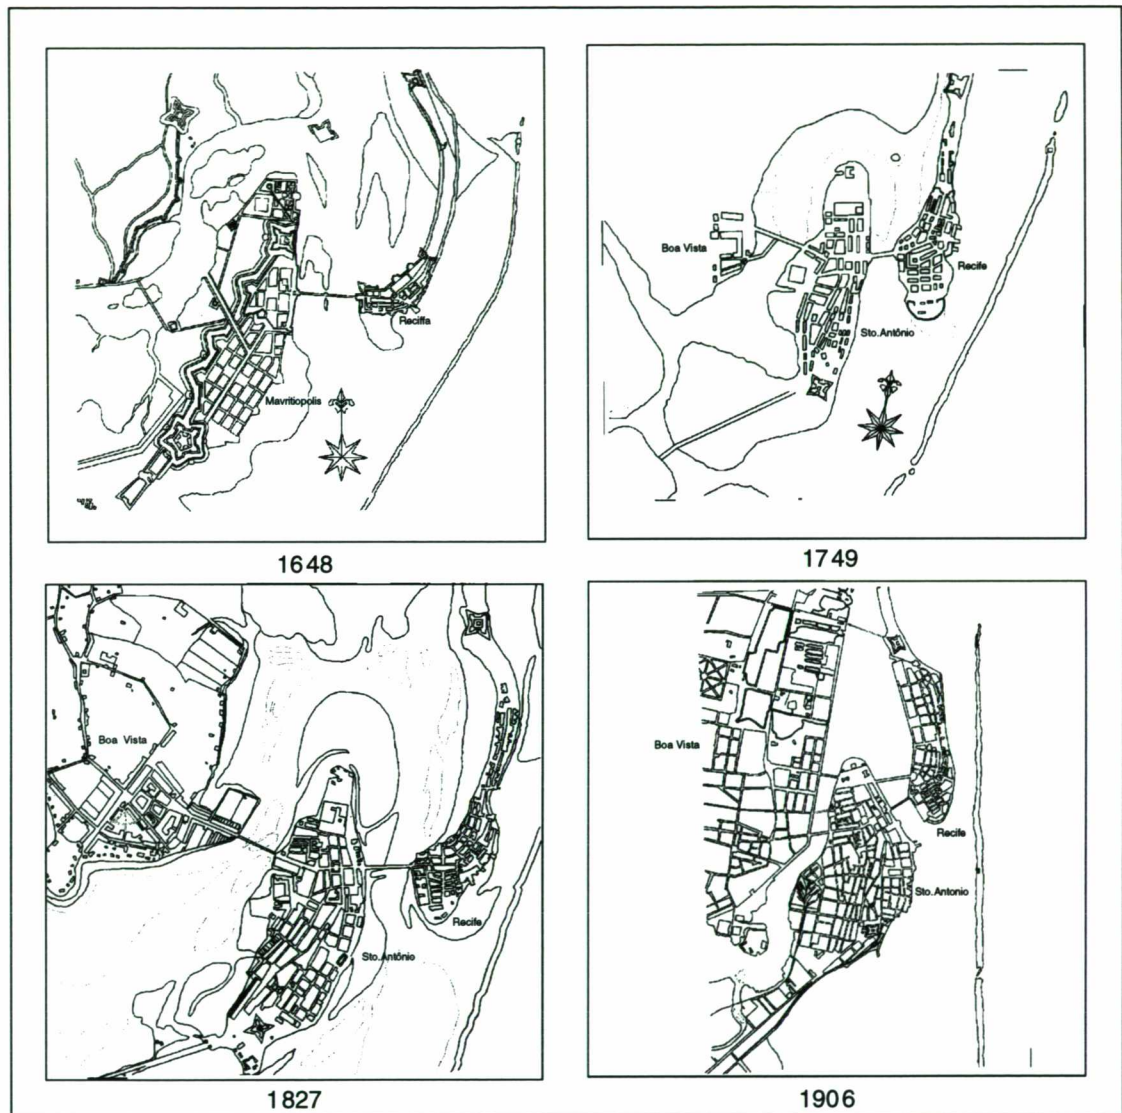 Reciffa
Mavritiopolis
1648
Boa Vista
Recife
Sto. Antônio
1749
Boa Vista
Recife
Sto. Antônio
1827
Boa Vista
Recife
Sto. Antonio
1906